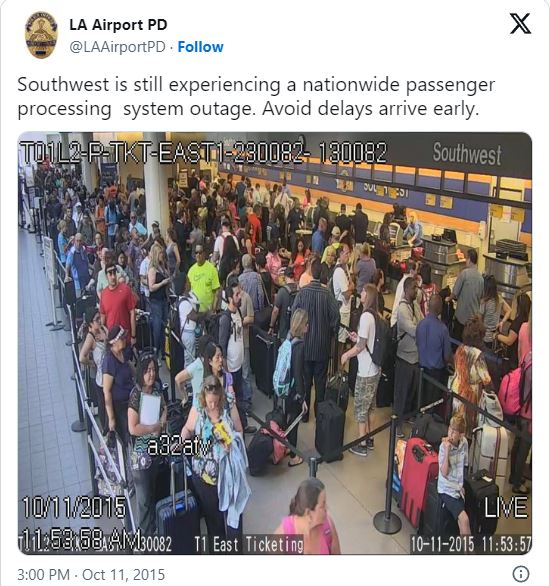 LA Airport PD
@LAAirportPD · Follow
Southwest is still experiencing a nationwide passenger
processing system outage. Avoid delays arrive early.
T01L2-P-TKT-EAST1-230082- 130082
Southwest
a32atv
10/11/2015
LIVE
11:53:58 AM
30082 T1 East Ticketing
10-11-2015 11:53:57
3:00 PM · Oct 11, 2015